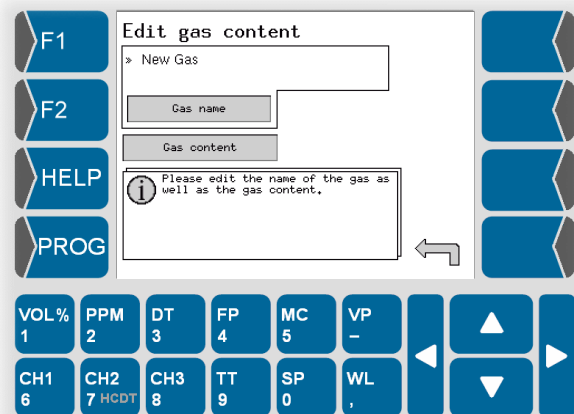 F1
F2
HELP
PROG
Edit gas content
» New Gas
Gas name
Gas content
i
Please edit the name of the gas as
well as the gas content.
VOL% PPM DT FP MC VP
1 2 3 4 5 –
CH1 CH2 CH3 TT SP WL
6 7 HCDT 8 9 0 ,